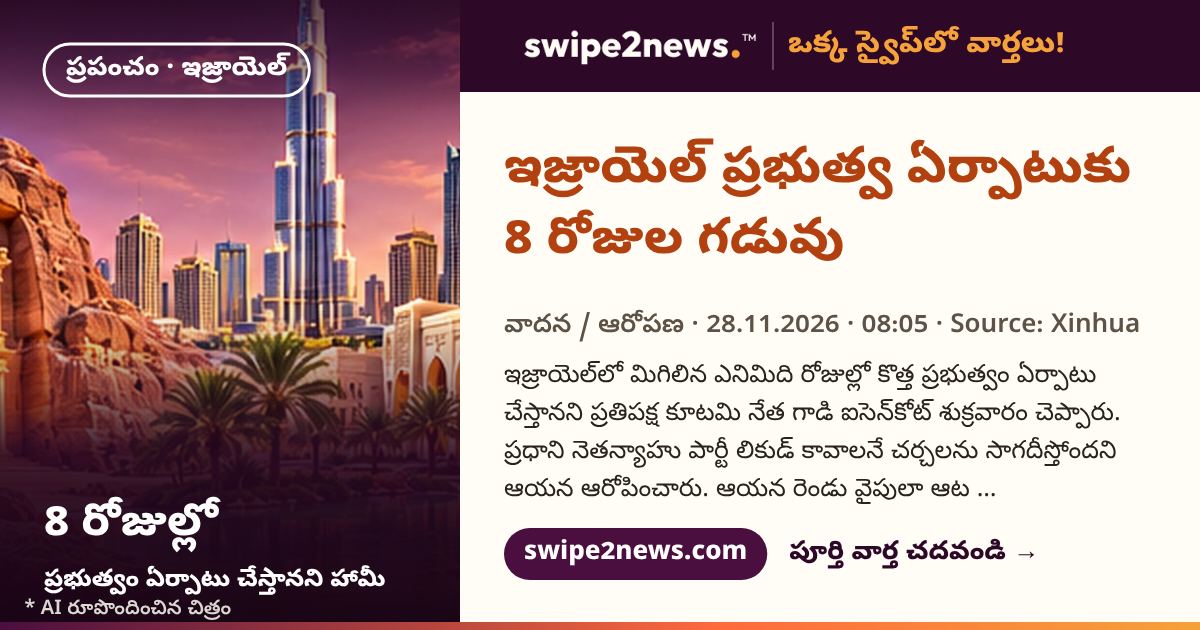 ప్రపంచం · ఇజ్రాయెల్
swipe2news.™ ఒక్క స్వైప్‌లో వార్తలు!
ఇజ్రాయెల్ ప్రభుత్వ ఏర్పాటుకు
8 రోజుల గడువు
వాదన / ఆరోపణ · 28.11.2026 · 08:05 · Source: Xinhua
ఇజ్రాయెల్‌లో మిగిలిన ఎనిమిది రోజుల్లో కొత్త ప్రభుత్వం ఏర్పాటు
చేస్తానని ప్రతిపక్ష కూటమి నేత గాడి ఐసెన్‌కోట్ శుక్రవారం చెప్పారు.
ప్రధాని నెతన్యాహు పార్టీ లికుడ్ కావాలనే చర్చలను సాగదీస్తోందని
ఆయన ఆరోపించారు. ఆయన రెండు వైపులా ఆట ...
swipe2news.com పూర్తి వార్త చదవండి →
8 రోజుల్లో
ప్రభుత్వం ఏర్పాటు చేస్తానని హామీ
* AI రూపొందించిన చిత్రం